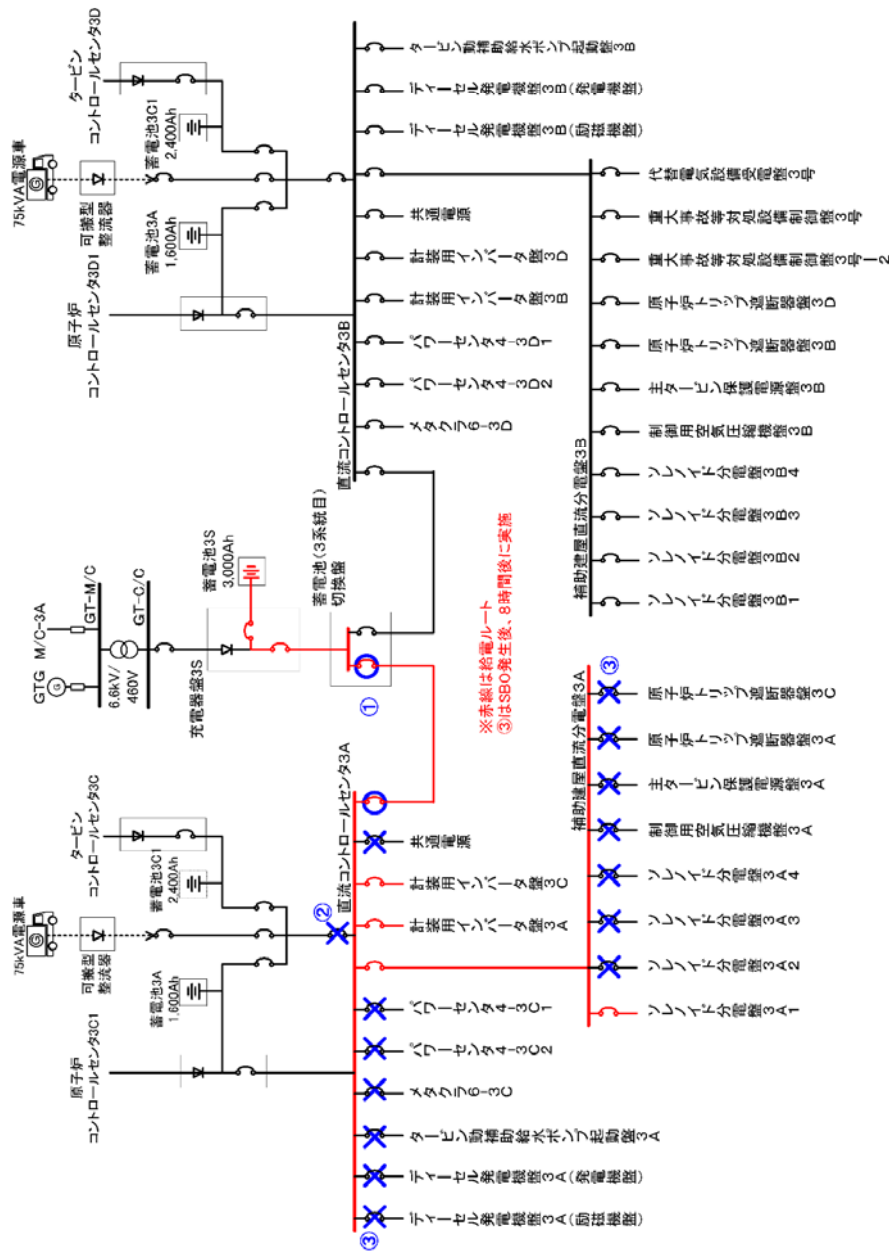 75kVA電源車
可搬型
整流器
原子炉
コントロールセンタ3C1
タービン
コントロールセンタ3C
蓄電池3A
1,600Ah
蓄電池3C1
2,400Ah
②
直流コントロールセンタ3A
③
ディーゼル発電機盤3A(励磁機盤)
ディーゼル発電機盤3A(発電機盤)
タービン動補助給水ポンプ起動盤3A
メタクラ6-3C
パワーセンタ4-3C2
パワーセンタ4-3C1
計装用インバータ盤3A
計装用インバータ盤3C
共通電源
補助建屋直流分電盤3A
③
ソレノイド分電盤3A1
ソレノイド分電盤3A2
ソレノイド分電盤3A3
ソレノイド分電盤3A4
制御用空気圧縮機盤3A
主タービン保護電源盤3A
原子炉トリップ遮断器盤3A
原子炉トリップ遮断器盤3C
GTG
M/C-3A
GT-M/C
6.6kV/
460V
GT-C/C
充電器盤3S
蓄電池3S
3,000Ah
蓄電池(3系統目)
切換盤
①
※赤線は給電ルート
③はSBO発生後、8時間後に実施
75kVA電源車
可搬型
整流器
原子炉
コントロールセンタ3D1
タービン
コントロールセンタ3D
蓄電池3A
1,600Ah
蓄電池3C1
2,400Ah
直流コントロールセンタ3B
メタクラ6-3D
パワーセンタ4-3D2
パワーセンタ4-3D1
計装用インバータ盤3B
計装用インバータ盤3D
共通電源
ディーゼル発電機盤3B(励磁機盤)
ディーゼル発電機盤3B(発電機盤)
タービン動補助給水ポンプ起動盤3B
補助建屋直流分電盤3B
ソレノイド分電盤3B1
ソレノイド分電盤3B2
ソレノイド分電盤3B3
ソレノイド分電盤3B4
制御用空気圧縮機盤3B
主タービン保護電源盤3B
原子炉トリップ遮断器盤3B
原子炉トリップ遮断器盤3D
重大事故等対処設備制御盤3号-2
重大事故等対処設備制御盤3号
代替電気設備受電盤3号